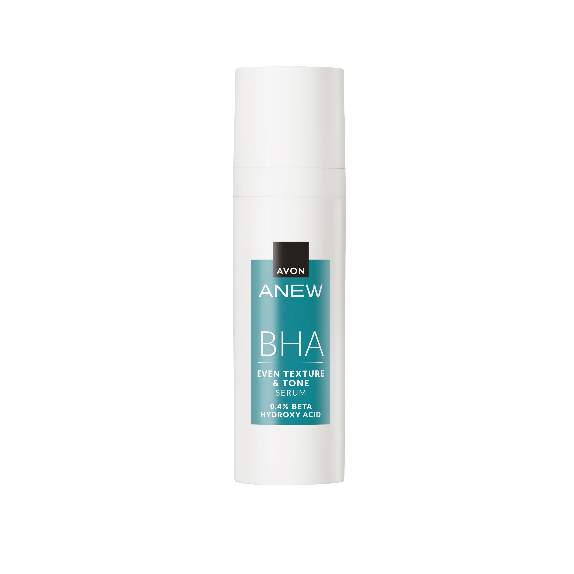 AVON
ANEW
BHA
EVEN TEXTURE
& TONE
SERUM
0.4% BETA
HYDROXY ACID